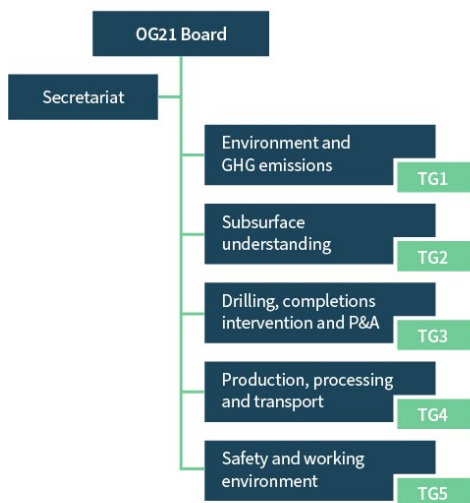 OG21 Board
Secretariat
Environment and
GHG emissions
TG1
Subsurface
understanding
TG2
Drilling, completions
intervention and P&A
TG3
Production, processing
and transport
TG4
Safety and working
environment
TG5